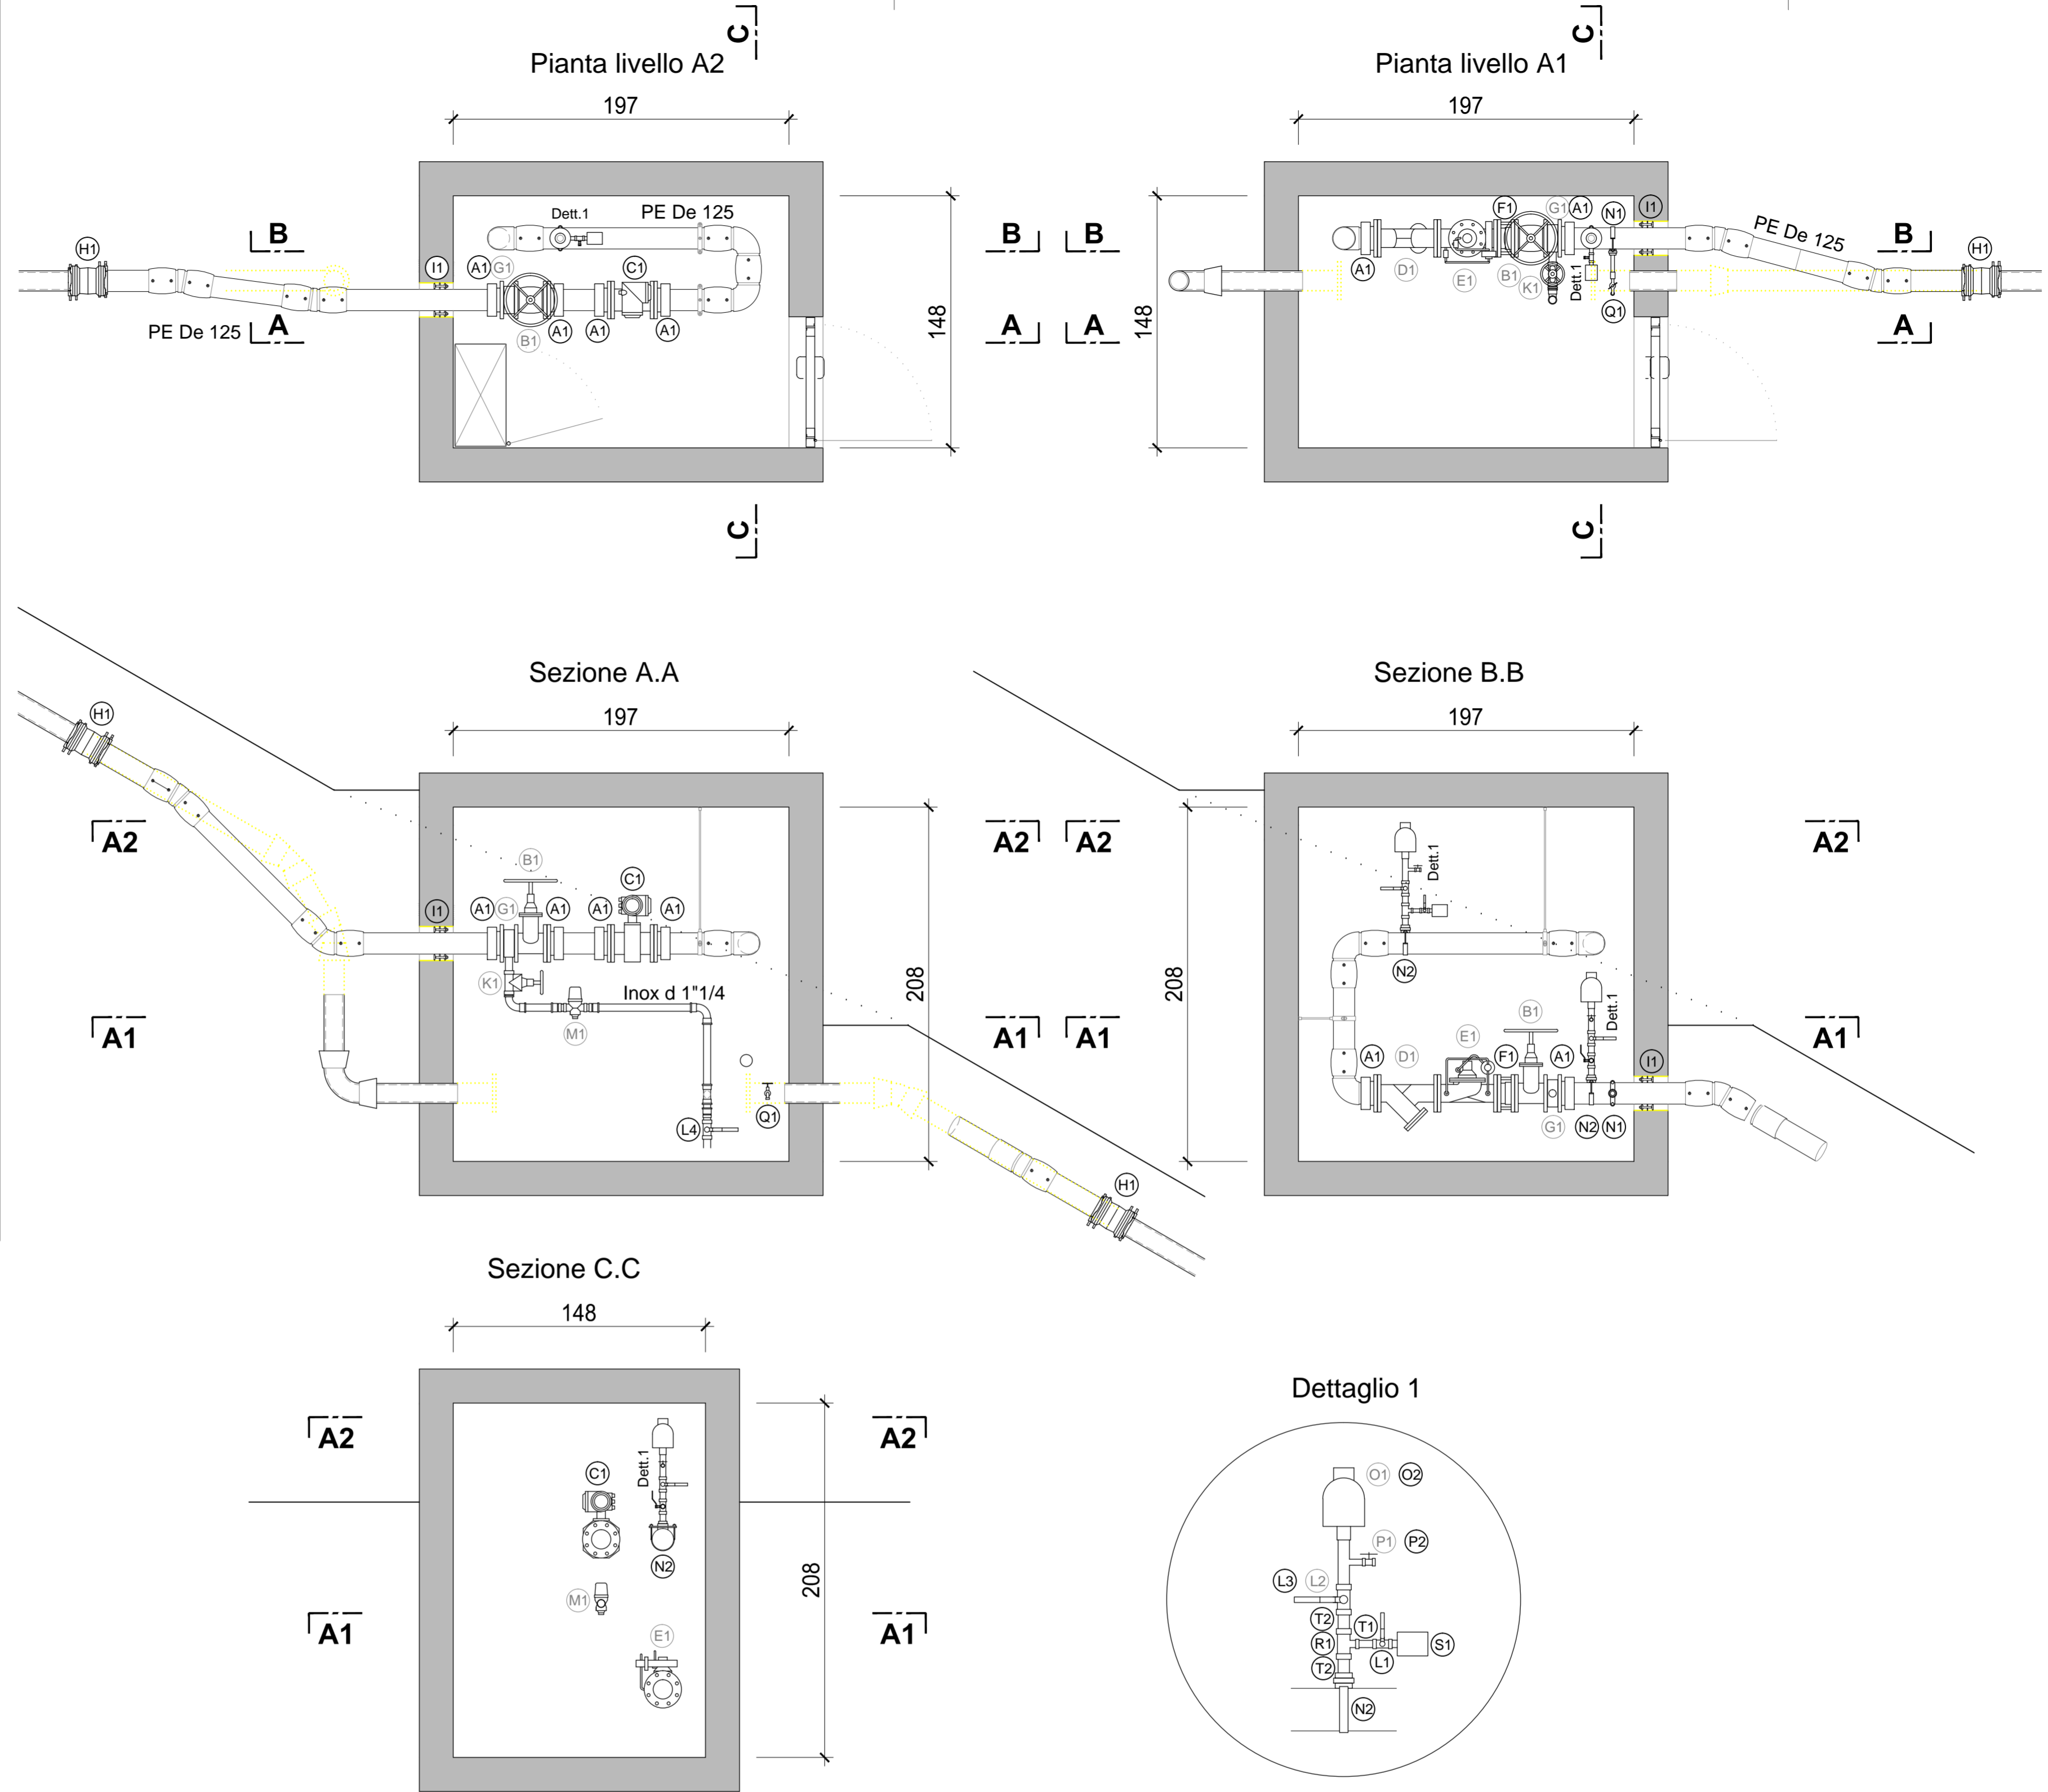 C
C
Pianta livello A2
Pianta livello A1
197
197
Dett.1
PE De 125
F1
G1
A1
N1
I1
PE De 125
H1
B
B
B
B
H1
I1
A1
G1
C1
A1
D1
E1
B1
K1
Dett.1
Q1
148
148
PE De 125
A
B1
A1
A1
A1
A
A
A
C
C
Sezione A.A
Sezione B.B
197
197
H1
A2
A2
A2
A2
B1
C1
I1
A1
G1
A1
A1
A1
Dett.1
N2
K1
Inox d 1"1/4
M1
208
208
A1
A1
A1
A1
L4
Q1
H1
B1
Dett.1
A1
D1
E1
F1
A1
I1
G1
N2
N1
Sezione C.C
148
A2
A2
Dett.1
C1
N2
M1
208
A1
A1
E1
Dettaglio 1
O1
O2
P1
P2
L3
L2
T2
T1
R1
S1
L1
T2
N2